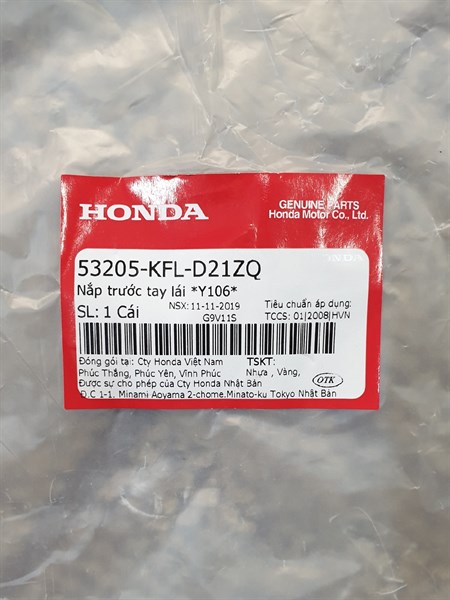 HONDA
GENUINE PARTS
Honda Motor Co., Ltd.
HONDA
53205-KFL-D21ZQ
Nắp trước tay lái *Y106*
NSX: 11-11-2019
Tiêu chuẩn áp dụng:
SL: 1 Cái
G9V11S
TCCS: 01|2008|HVN
Đóng gói tại: Cty Honda Việt Nam
TSKT:
Phúc Thắng, Phúc Yên, Vĩnh Phúc
Nhựa , Vàng,
Được sự cho phép của Cty Honda Nhật Bản
OTK
D.C 1-1, Minami Aoyama 2-chome,Minato-ku Tokyo Nhật Bản